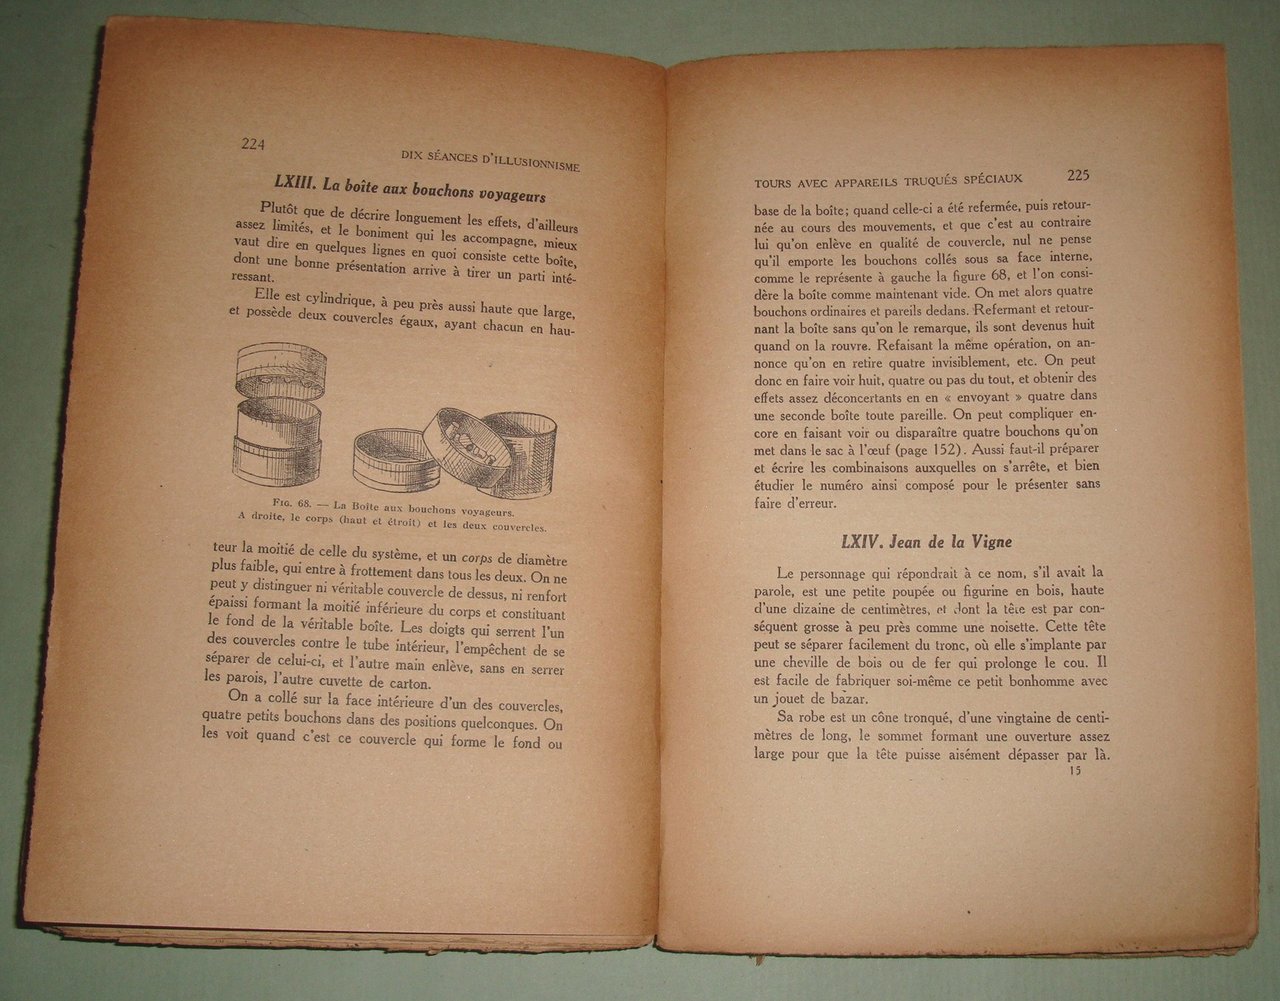 224
DIX SÉANCES D'ILLUSIONNISME
LXIII. La boîte aux bouchons voyageurs
Plutôt que de décrire longuement les effets, d'ailleurs
assez limités, et le boniment qui les accompagne, mieux
vaut dire en quelques lignes en quoi consiste cette boîte,
dont une bonne présentation arrive à tirer un parti inté-
ressant.
Elle est cylindrique, à peu près aussi haute que large,
et possède deux couvercles égaux, ayant chacun en hau-
FIG. 68. — La Boîte aux bouchons voyageurs.
A droite, le corps (haut et étroit) et les deux couvercles.
teur la moitié de celle du système, et un corps de diamètre
plus faible, qui entre à frottement dans tous les deux. On ne
peut y distinguer ni véritable couvercle de dessus, ni renfort
épaissi formant la moitié inférieure du corps et constituant
le fond de la véritable boîte. Les doigts qui serrent l'un
des couvercles contre le tube intérieur, l'empêchent de se
séparer de celui-ci, et l'autre main enlève, sans en serrer
les parois, l'autre cuvette de carton.
On a collé sur la face intérieure d'un des couvercles,
quatre petits bouchons dans des positions quelconques. On
les voit quand c'est ce couvercle qui forme le fond ou
TOURS AVEC APPAREILS TRUQUÉS SPÉCIAUX
225
base de la boîte; quand celle-ci a été refermée, puis retour-
née au cours des mouvements, et que c'est au contraire
lui qu'on enlève en qualité de couvercle, nul ne pense
qu'il emporte les bouchons collés sous sa face interne,
comme le représente à gauche la figure 68, et l'on consi-
dère la boîte comme maintenant vide. On met alors quatre
bouchons ordinaires et pareils dedans. Refermant et retour-
nant la boîte sans qu'on le remarque, ils sont devenus huit
quand on la rouvre. Refaisant la même opération, on an-
nonce qu'on en retire quatre invisiblement, etc. On peut
donc en faire voir huit, quatre ou pas du tout, et obtenir des
effets assez déconcertants en en « envoyant » quatre dans
une seconde boîte toute pareille. On peut compliquer en-
core en faisant voir ou disparaître quatre bouchons qu'on
met dans le sac à l'œuf (page 152). Aussi faut-il préparer
et écrire les combinaisons auxquelles on s'arrête, et bien
étudier le numéro ainsi composé pour le présenter sans
faire d'erreur.
LXIV. Jean de la Vigne
Le personnage qui répondrait à ce nom, s'il avait la
parole, est une petite poupée ou figurine en bois, haute
d'une dizaine de centimètres, et dont la tête est par con-
séquent grosse à peu près comme une noisette. Cette tête
peut se séparer facilement du tronc, où elle s'implante par
une cheville de bois ou de fer qui prolonge le cou. Il
est facile de fabriquer soi-même ce petit bonhomme avec
un jouet de bazar.
Sa robe est un cône tronqué, d'une vingtaine de centi-
mètres de long, le sommet formant une ouverture assez
large pour que la tête puisse aisément dépasser par là.
15